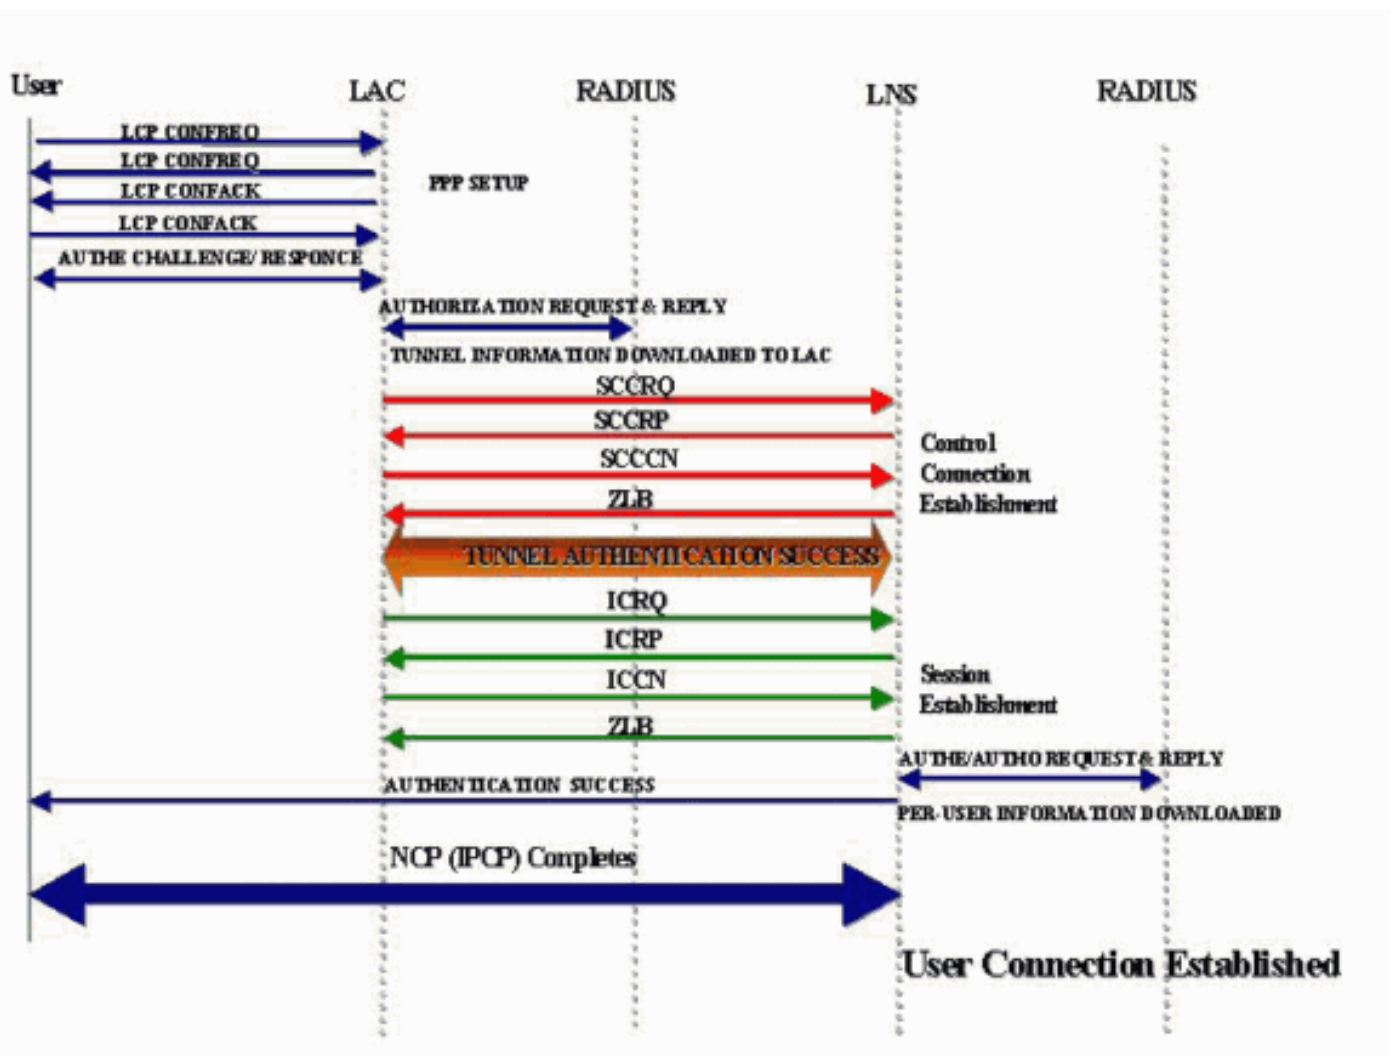 User
LAC
RADIUS
LNS
RADIUS
LCP CONFREQ
LCP CONFREQ
PPP SETUP
LCP CONFACK
LCP CONFACK
AUTHE CHALLENGE/ RESPONCE
AUTHORIZATION REQUEST & REPLY
TUNNEL INFORMATION DOWNLOADED TO LAC
SCCRQ
SCCRP
SCCCN
ZLB
Control
Connection
Establishment
TUNNEL AUTHENTICATION SUCCESS
ICRQ
ICRP
ICCN
ZLB
Session
Establishment
AUTHE/AUTHO REQUEST & REPLY
AUTHENTICATION SUCCESS
PER-USER INFORMATION DOWNLOADED
NCP (IPCP) Completes
User Connection Established